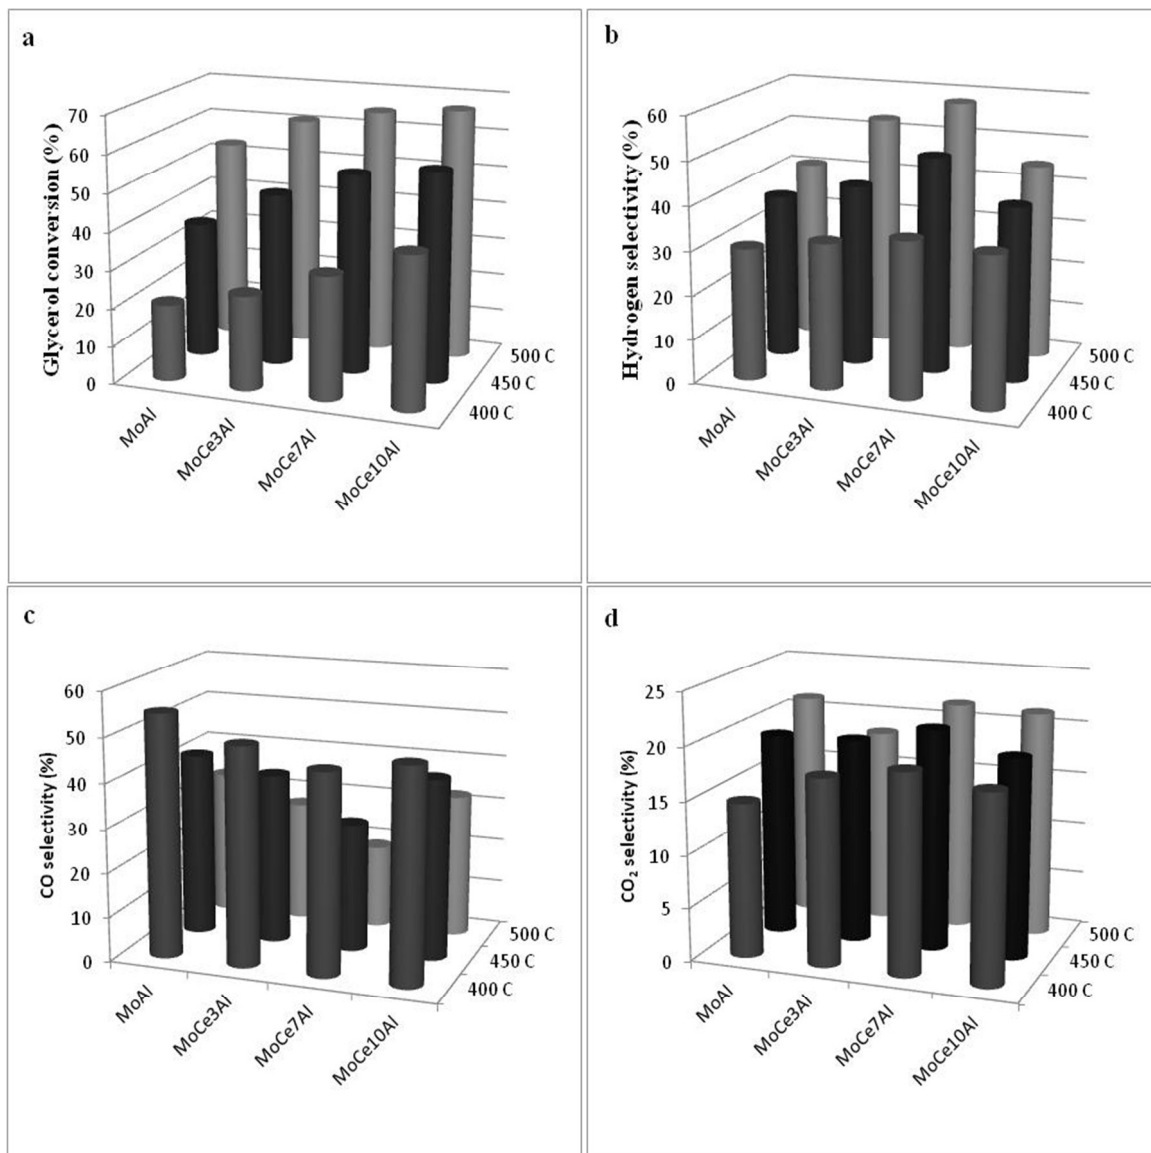 a
Glycerol conversion (%)
70
60
50
40
30
20
10
0
MoAl
MoCe3Al
MoCe7Al
MoCe10Al
500 C
450 C
400 C
b
Hydrogen selectivity (%)
60
50
40
30
20
10
0
MoAl
MoCe3Al
MoCe7Al
MoCe10Al
500 C
450 C
400 C
c
CO selectivity (%)
60
50
40
30
20
10
0
MoAl
MoCe3Al
MoCe7Al
MoCe10Al
500 C
450 C
400 C
d
CO₂ selectivity (%)
25
20
15
10
5
0
MoAl
MoCe3Al
MoCe7Al
MoCe10Al
500 C
450 C
400 C